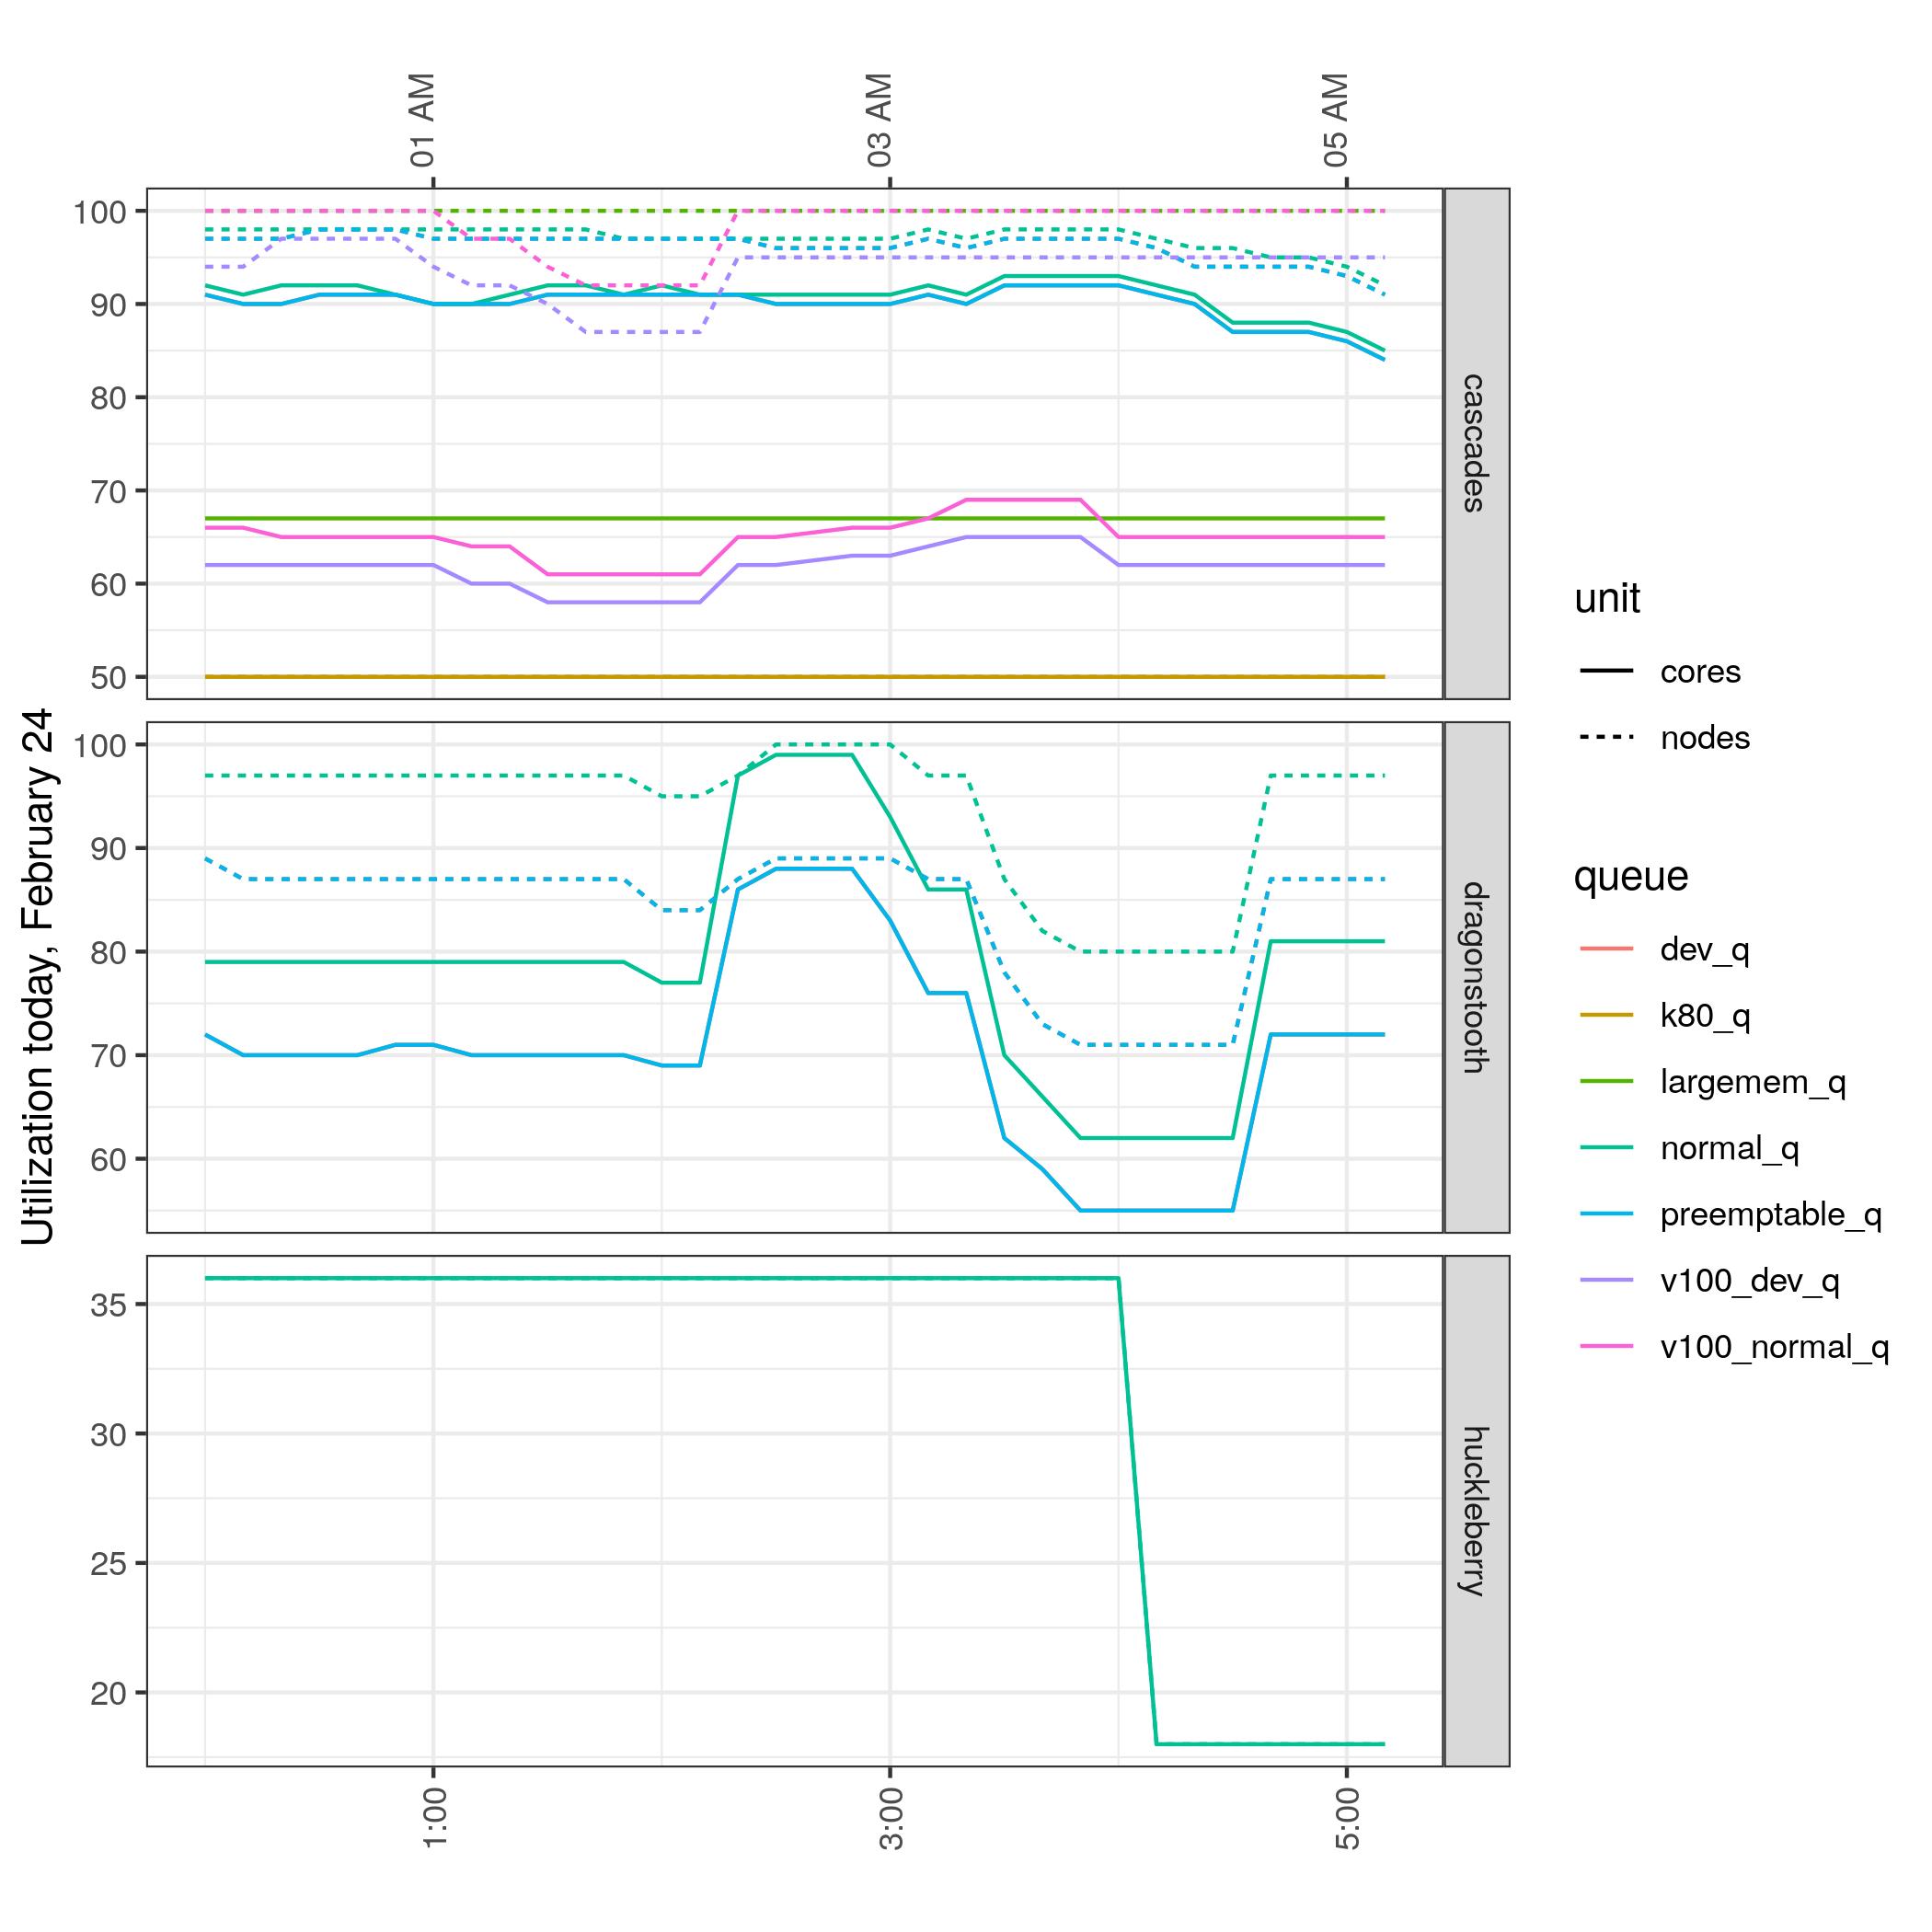 01 AM
03 AM
05 AM
Utilization today, February 24
100
90
80
70
60
50
cascades
100
90
80
70
60
dragonstooth
35
30
25
20
huckleberry
1:00
3:00
5:00
unit
cores
nodes
queue
dev_q
k80_q
largemem_q
normal_q
preemptable_q
v100_dev_q
v100_normal_q